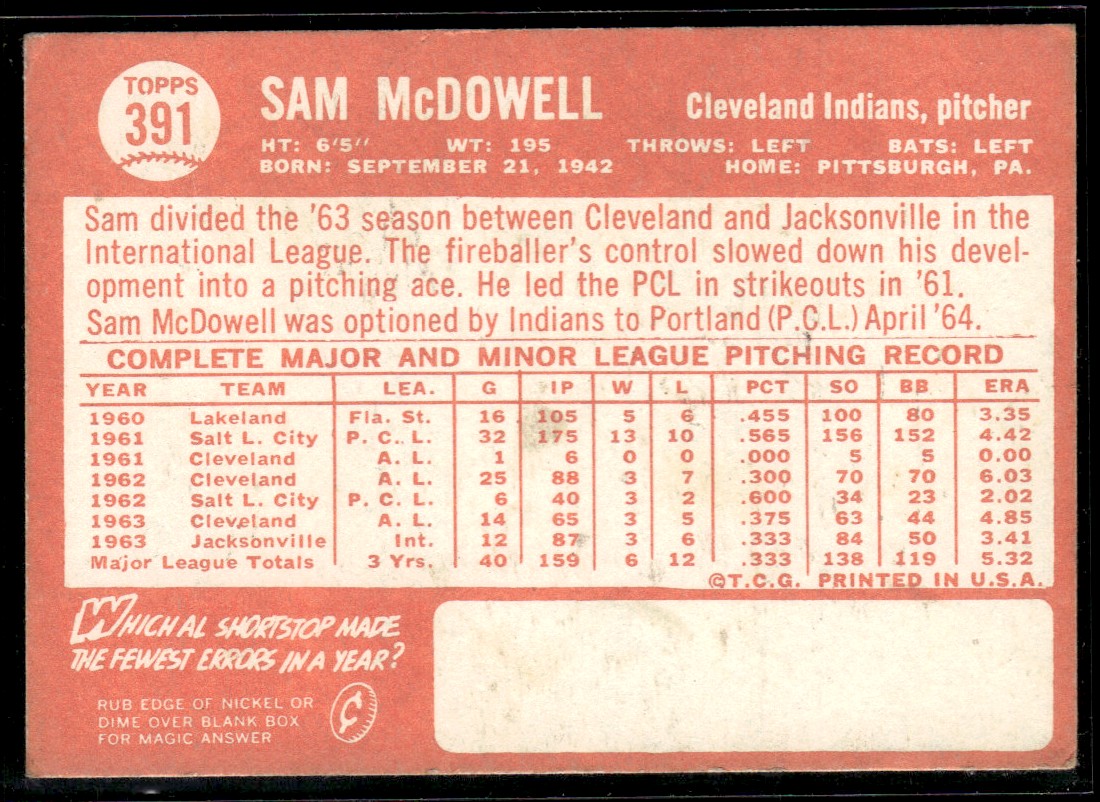 TOPPS
391
SAM McDOWELL
Cleveland Indians, pitcher
HT: 6'5" WT: 195 THROWS: LEFT BATS: LEFT
BORN: SEPTEMBER 21, 1942 HOME: PITTSBURGH, PA.
Sam divided the '63 season between Cleveland and Jacksonville in the
International League. The fireballer's control slowed down his devel-
opment into a pitching ace. He led the PCL in strikeouts in '61.
Sam McDowell was optioned by Indians to Portland (P.C.L.) April '64.
COMPLETE MAJOR AND MINOR LEAGUE PITCHING RECORD
YEAR TEAM LEA. G IP W L PCT SO BB ERA
1960 Lakeland Fla. St. 16 105 5 6 .455 100 80 3.35
1961 Salt L. City P. C. L. 32 175 13 10 .565 156 152 4.42
1961 Cleveland A. L. 1 6 0 0 .000 5 5 0.00
1962 Cleveland A. L. 25 88 3 7 .300 70 70 6.03
1962 Salt L. City P. C. L. 6 40 3 2 .600 34 23 2.02
1963 Cleveland A. L. 14 65 3 5 .375 63 44 4.85
1963 Jacksonville Int. 12 87 3 6 .333 84 50 3.41
Major League Totals 3 Yrs. 40 159 6 12 .333 138 119 5.32
©T.C.G. PRINTED IN U.S.A.
WHICH AL SHORTSTOP MADE
THE FEWEST ERRORS IN A YEAR?
RUB EDGE OF NICKEL OR
DIME OVER BLANK BOX
FOR MAGIC ANSWER
¢